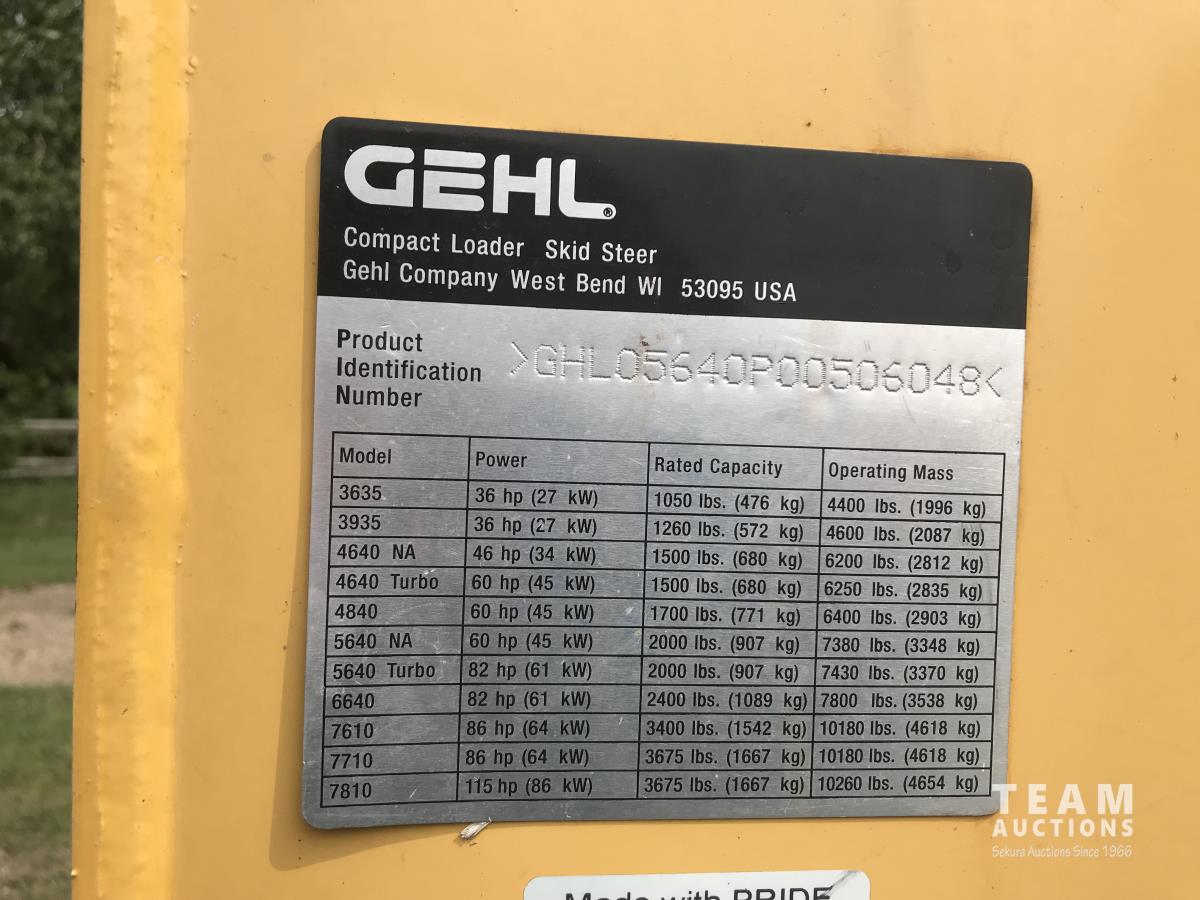 GEHL®
Compact Loader Skid Steer
Gehl Company West Bend WI 53095 USA
Product
Identification
Number
>GHL05640P00506048<
Model Power Rated Capacity Operating Mass
3635 36 hp (27 kW) 1050 lbs. (476 kg) 4400 lbs. (1996 kg)
3935 36 hp (27 kW) 1260 lbs. (572 kg) 4600 lbs. (2087 kg)
4640 NA 46 hp (34 kW) 1500 lbs. (680 kg) 6200 lbs. (2812 kg)
4640 Turbo 60 hp (45 kW) 1500 lbs. (680 kg) 6250 lbs. (2835 kg)
4840 60 hp (45 kW) 1700 lbs. (771 kg) 6400 lbs. (2903 kg)
5640 NA 60 hp (45 kW) 2000 lbs. (907 kg) 7380 lbs. (3348 kg)
5640 Turbo 82 hp (61 kW) 2000 lbs. (907 kg) 7430 lbs. (3370 kg)
6640 82 hp (61 kW) 2400 lbs. (1089 kg) 7800 lbs. (3538 kg)
7610 86 hp (64 kW) 3400 lbs. (1542 kg) 10180 lbs. (4618 kg)
7710 86 hp (64 kW) 3675 lbs. (1667 kg) 10180 lbs. (4618 kg)
7810 115 hp (86 kW) 3675 lbs. (1667 kg) 10260 lbs. (4654 kg)
TEAM
AUCTIONS
Sekura Auctions Since 1966
Made with PRIDE